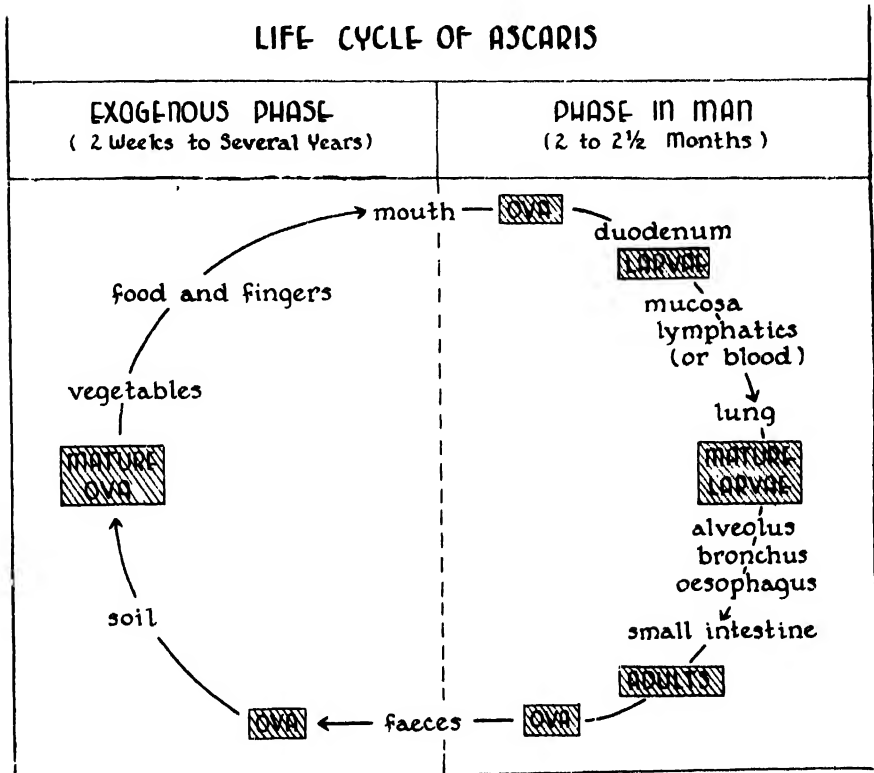 LIFE CYCLE OF ASCARIS
EXOGENOUS PHASE
( 2 Weeks to Several Years)
PHASE IN MAN
(2 to 2½ Months )
mouth
OVA
duodenum
LARVAE
mucosa
lymphatics
(or blood)
lung
MATURE
LARVAE
alveolus
bronchus
oesophagus
small intestine
ADULTS
OVA
faeces
OVA
soil
MATURE
OVA
vegetables
food and fingers